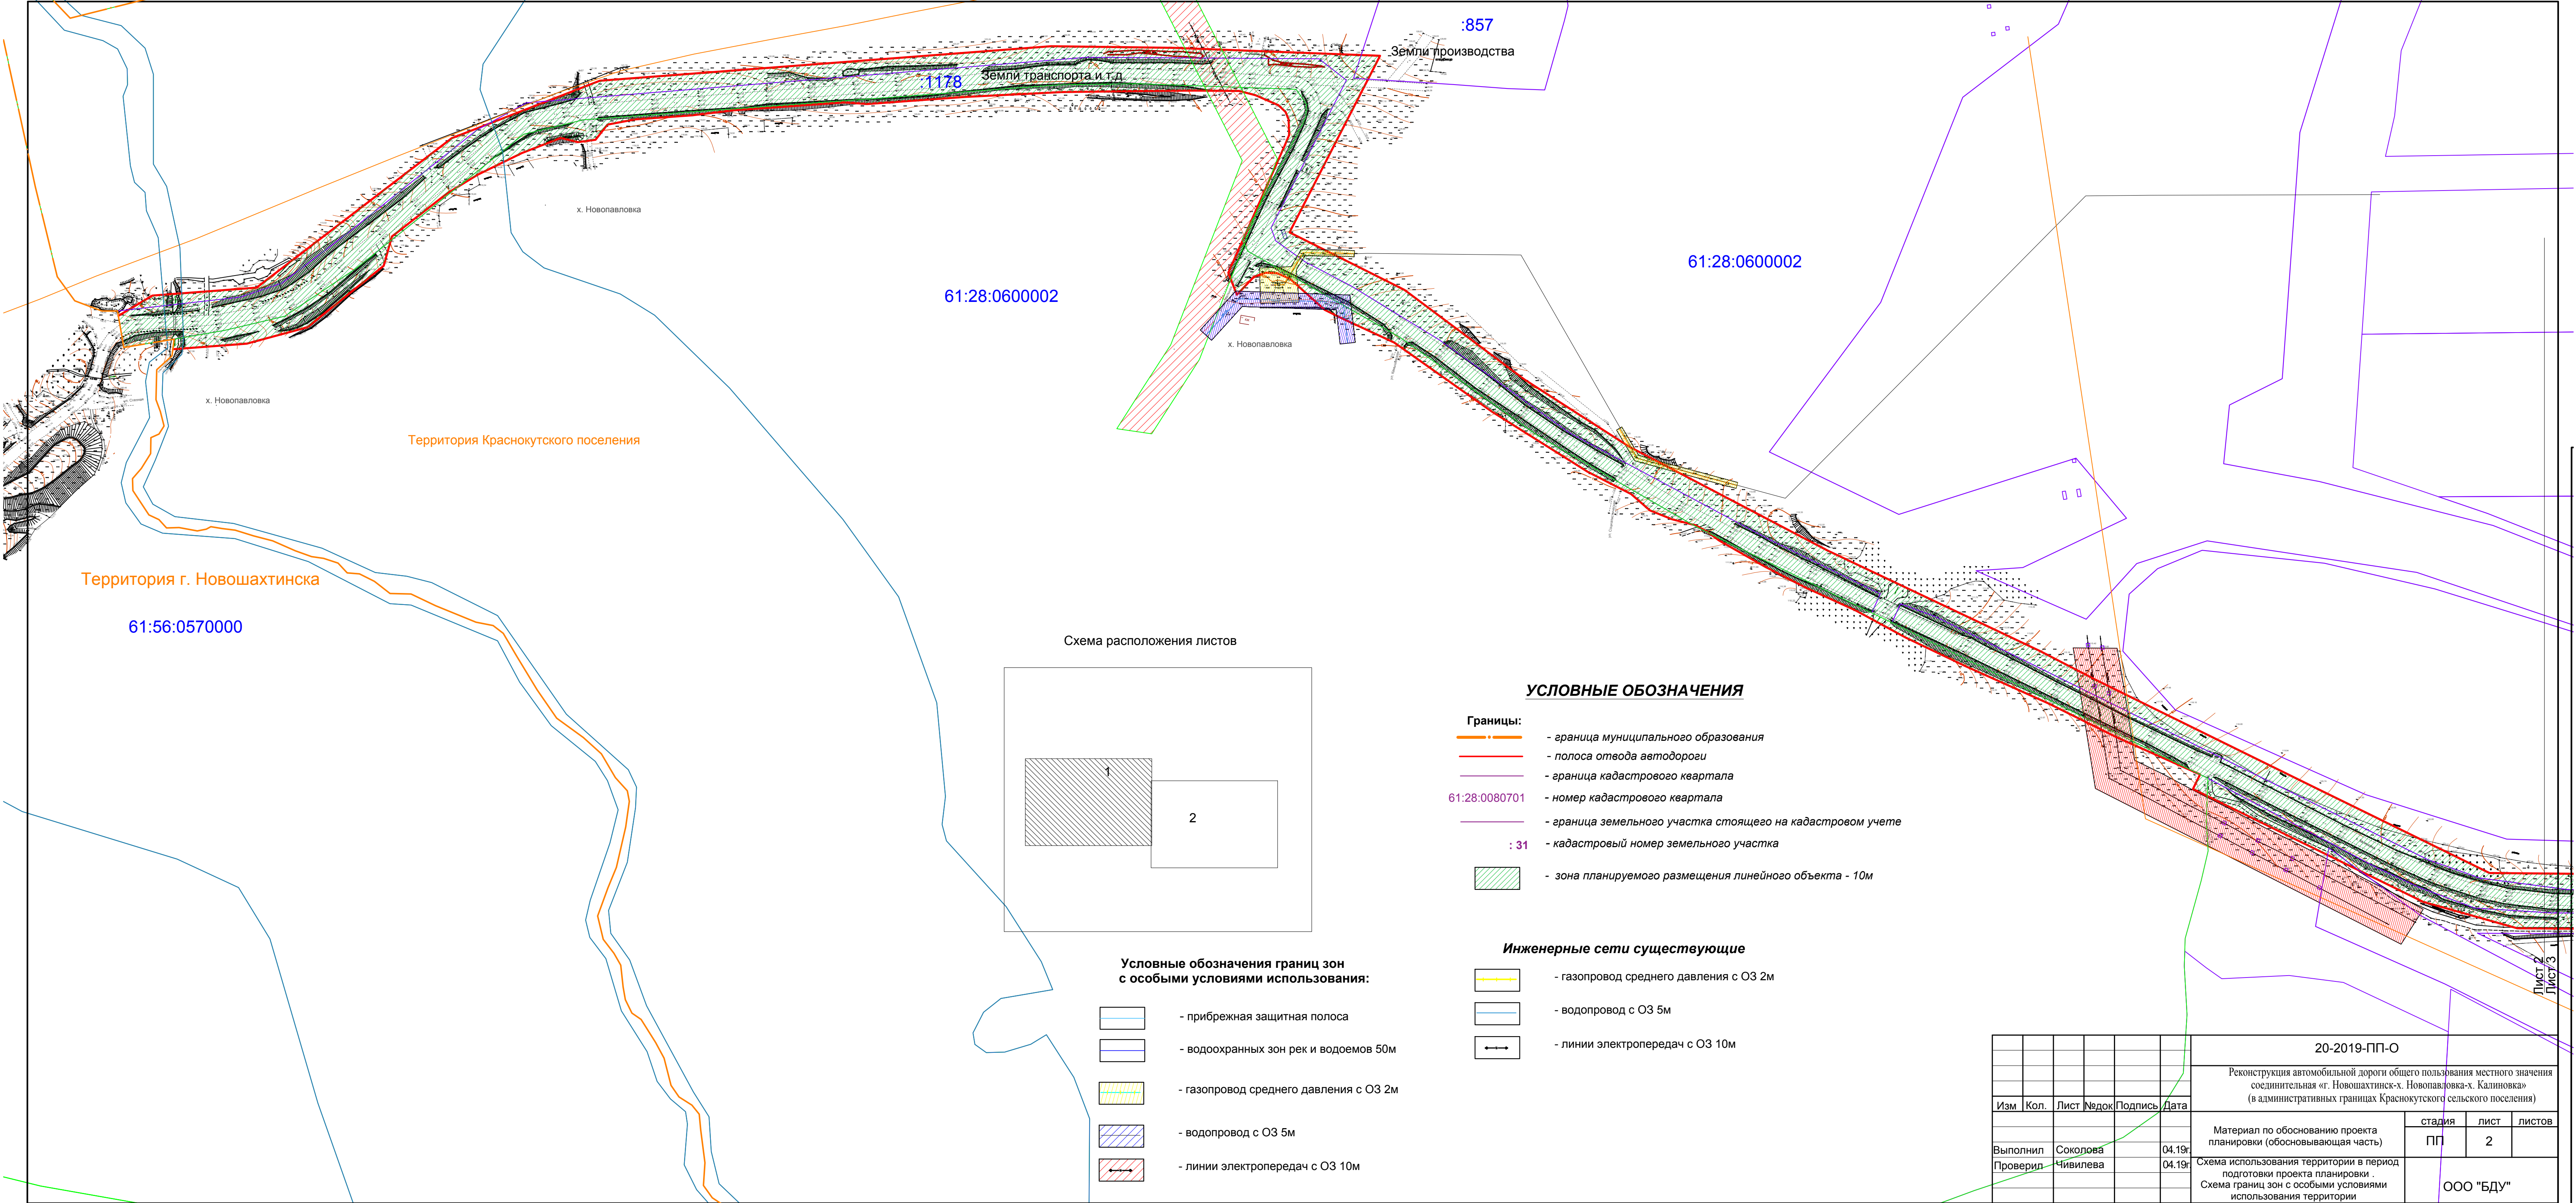 :857
Земли производства
:1178
Земли транспорта и т.д
х. Новопавловка
61:28:0600002
61:28:0600002
х. Новопавловка
х. Новопавловка
Территория Краснокутского поселения
Территория г. Новошахтинска
61:56:0570000
Схема расположения листов
1
2
УСЛОВНЫЕ ОБОЗНАЧЕНИЯ
Границы:
- граница муниципального образования
- полоса отвода автодороги
- граница кадастрового квартала
61:28:0080701 - номер кадастрового квартала
- граница земельного участка стоящего на кадастровом учете
: 31 - кадастровый номер земельного участка
- зона планируемого размещения линейного объекта - 10м
Условные обозначения границ зон
с особыми условиями использования:
- прибрежная защитная полоса
- водоохранных зон рек и водоемов 50м
- газопровод среднего давления с ОЗ 2м
- водопровод с ОЗ 5м
- линии электропередач с ОЗ 10м
Инженерные сети существующие
- газопровод среднего давления с ОЗ 2м
- водопровод с ОЗ 5м
- линии электропередач с ОЗ 10м
Лист 2
Лист 3
20-2019-ПП-О
Реконструкция автомобильной дороги общего пользования местного значения
соединительная «г. Новошахтинск-х. Новопавловка-х. Калиновка»
(в административных границах Краснокутского сельского поселения)
Изм Кол. Лист №док Подпись Дата
Материал по обоснованию проекта
планировки (обосновывающая часть)
стадия лист листов
ПП 2
Выполнил Соколова 04.19г.
Проверил Чивилева 04.19г
Схема использования территории в период
подготовки проекта планировки .
Схема границ зон с особыми условиями
использования территории
ООО "БДУ"